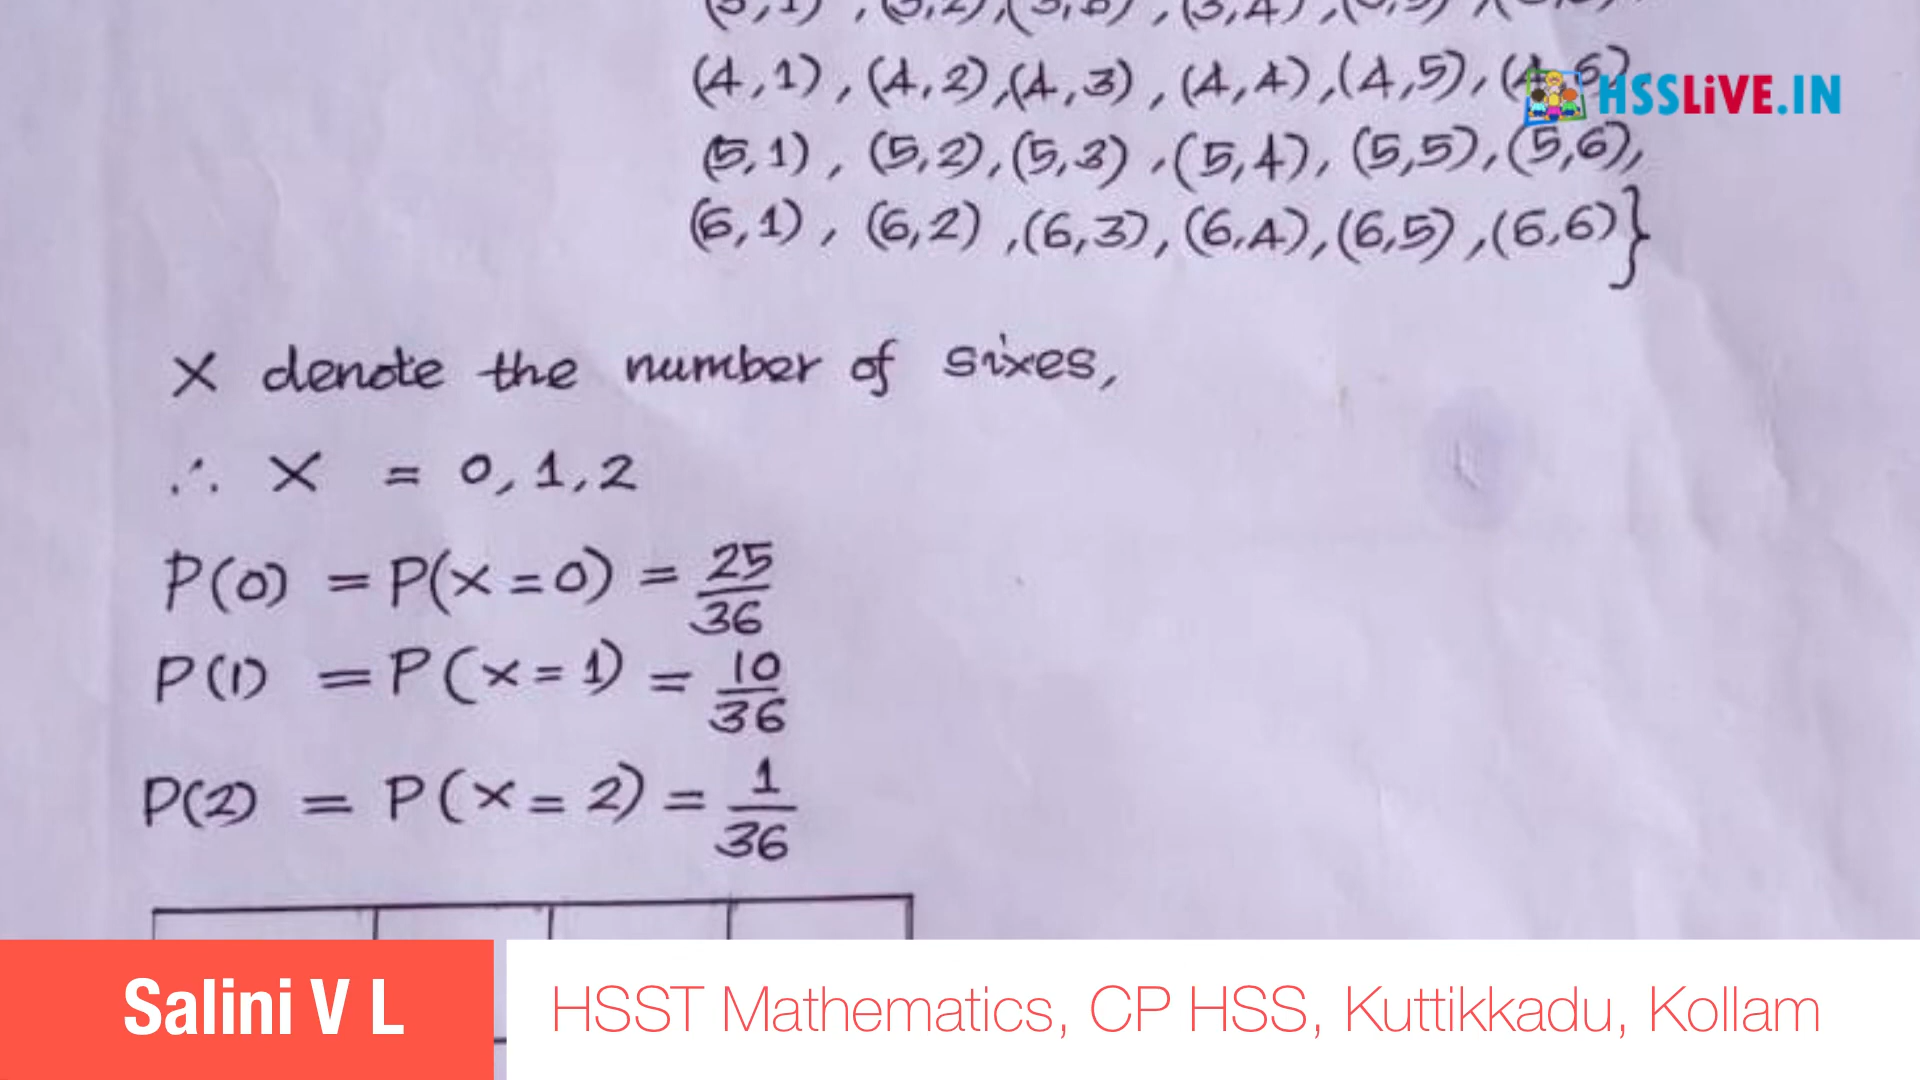 (4,1), (4,2), (4,3), (4,4), (4,5), (4,6)
HSSLiVE.IN
(5,1), (5,2), (5,3), (5,4), (5,5), (5,6),
(6,1), (6,2), (6,3), (6,4), (6,5), (6,6)}
X denote the number of sixes,
∴ X = 0, 1, 2
P(0) = P(X=0) = 25/36
P(1) = P(X=1) = 10/36
P(2) = P(X=2) = 1/36
Salini V L
HSST Mathematics, CP HSS, Kuttikkadu, Kollam